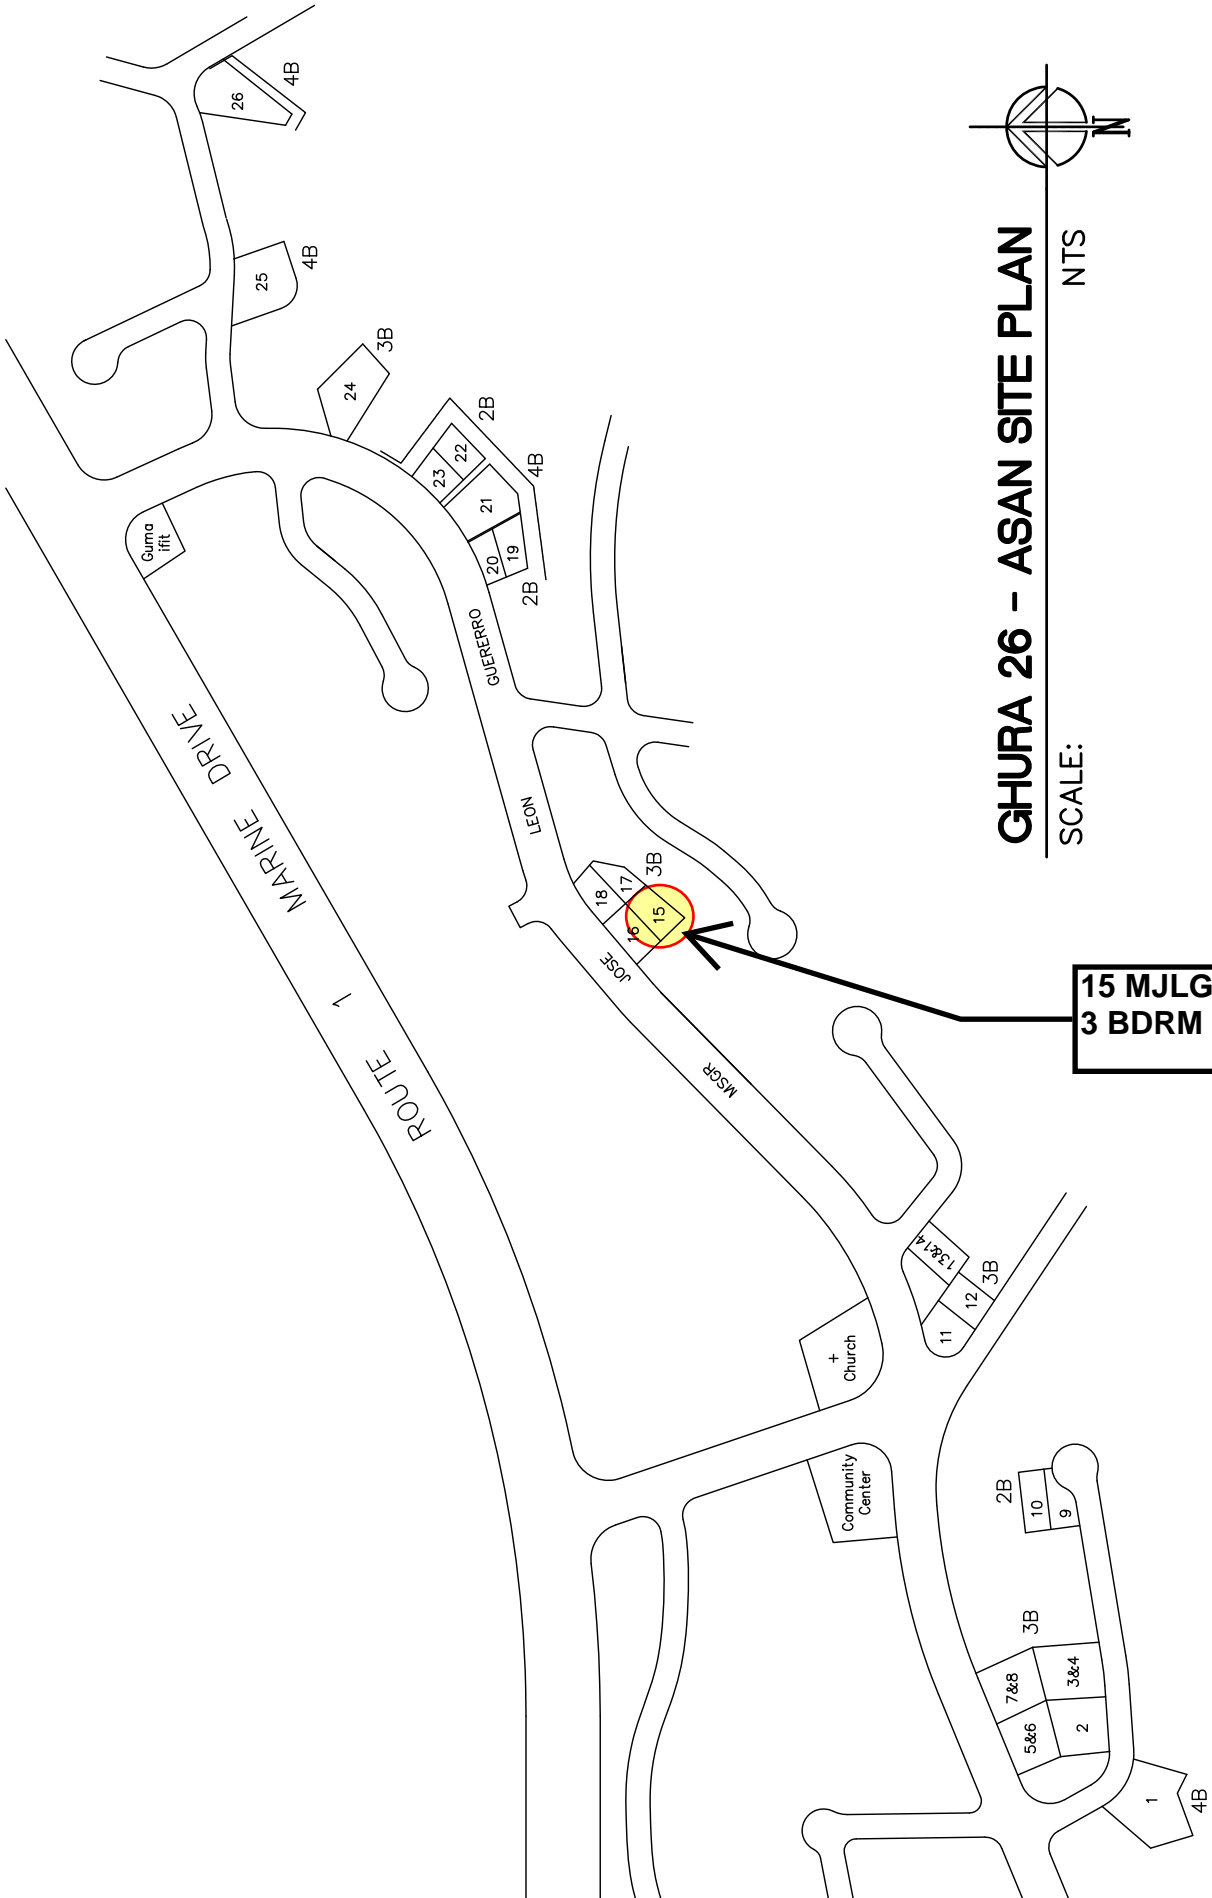 26
4B
25
4B
24
3B
2B
22
23
21
4B
20
19
2B
Guma
ifit
MARINE DRIVE
ROUTE 1
GUERERRO
LEON
JOSE
MSGR
18
17
3B
16
15
15 MJLG
3 BDRM
13&14
3B
12
11
+
Church
Community
Center
2B
10
9
3B
7&8
3&4
5&6
2
1
4B
N
GHURA 26 - ASAN SITE PLAN
SCALE: NTS